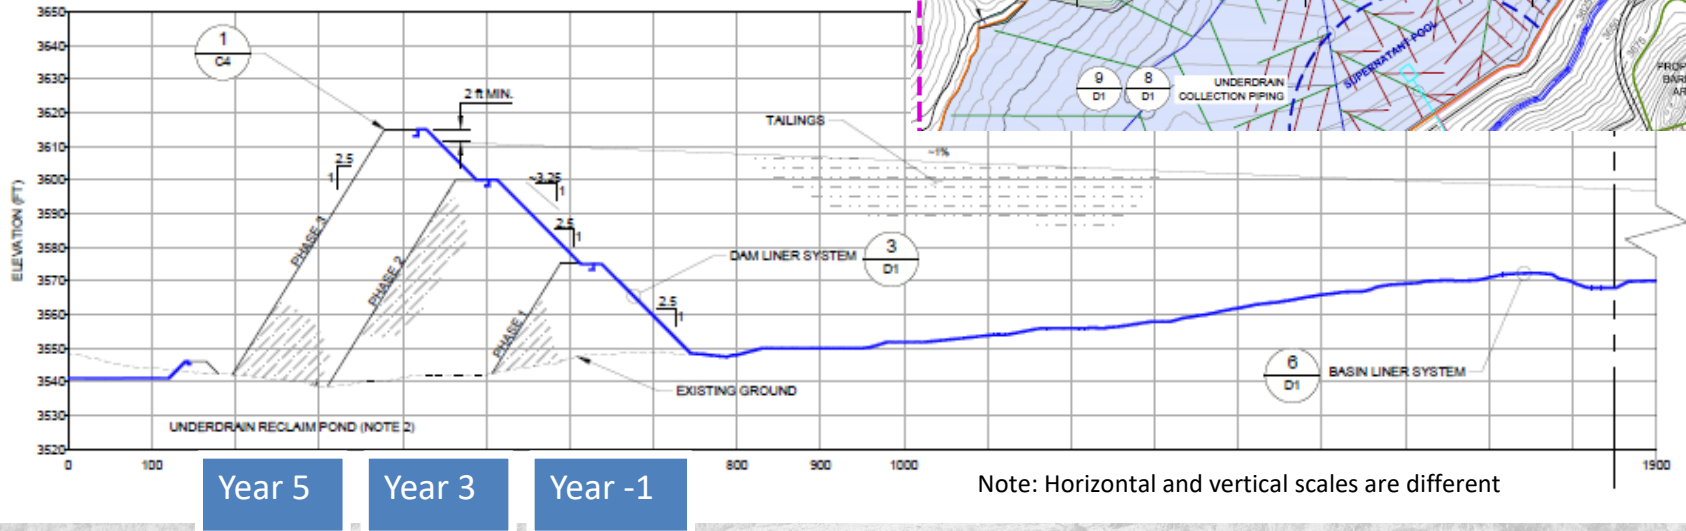 3650
3640
3630
3620
3610
3600
3590
3580
3570
3560
3550
3540
3530
3520
ELEVATION (FT)
1
C4
2 ft MIN.
2.5
1
PHASE 3
PHASE 2
PHASE 1
~3.25
1
2.5
1
2.5
1
TAILINGS
~1%
DAM LINER SYSTEM
3
D1
EXISTING GROUND
6
D1
BASIN LINER SYSTEM
UNDERDRAIN RECLAIM POND (NOTE 2)
0
100
800
900
1000
1900
Year 5
Year 3
Year -1
Note: Horizontal and vertical scales are different
9
D1
8
D1
UNDERDRAIN
COLLECTION PIPING
SUPERNATANT POOL
3625
3650
3675